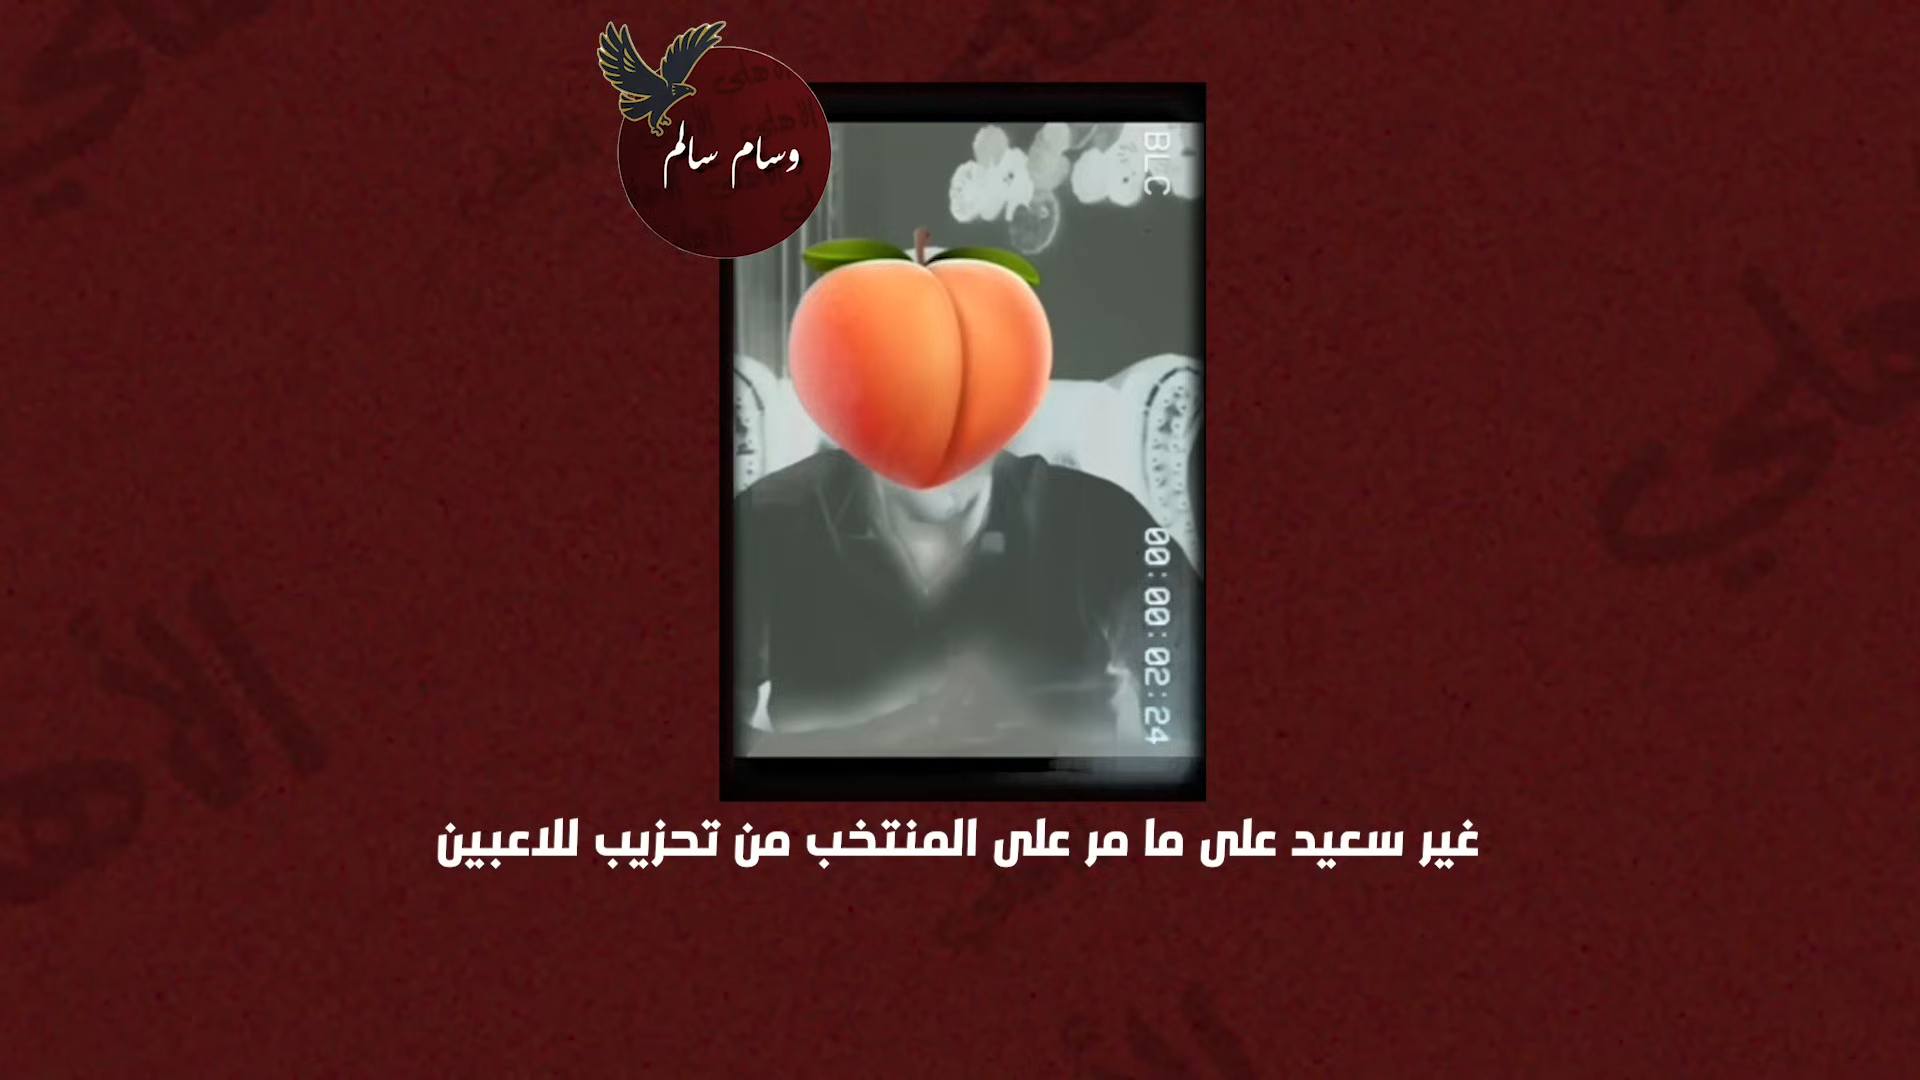 وسام سالم
BLC
00:00:02:24
غير سعيد على ما مر على المنتخب من تحزيب للاعبين